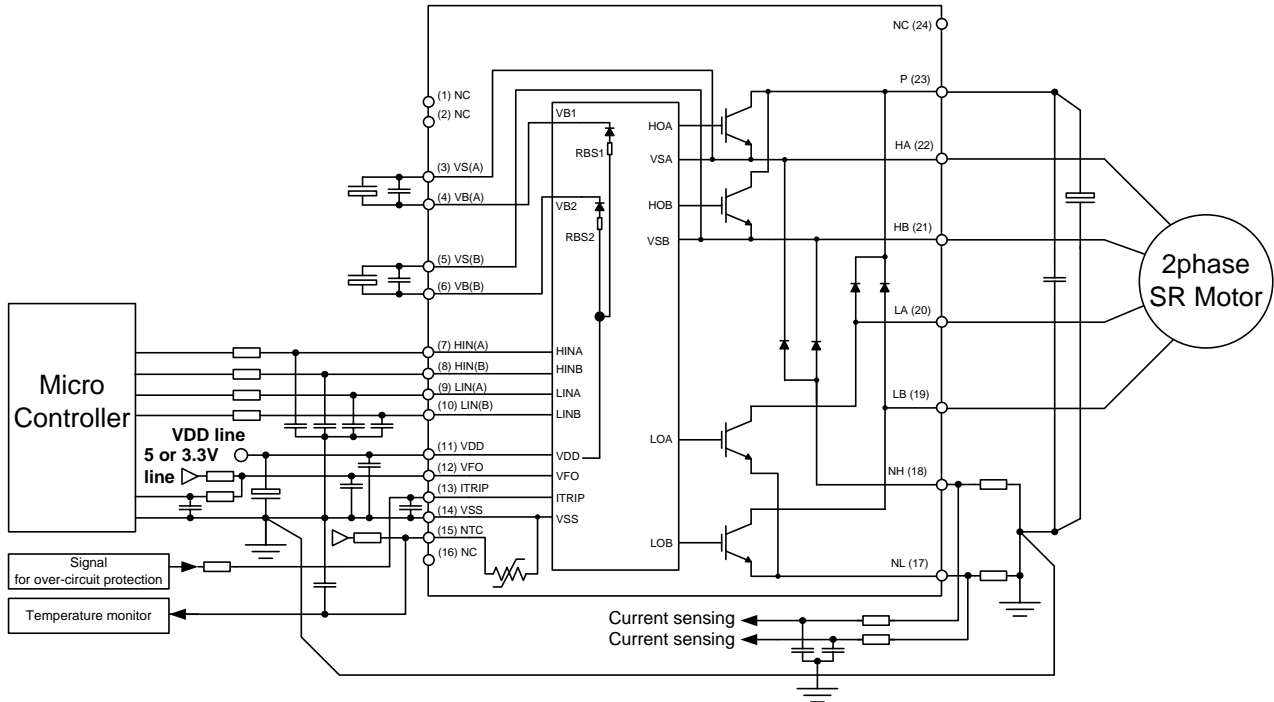 NC (24)
P (23)
HA (22)
HB (21)
LA (20)
LB (19)
NH (18)
NL (17)
(1) NC
(2) NC
(3) VS(A)
(4) VB(A)
(5) VS(B)
(6) VB(B)
(7) HIN(A)
(8) HIN(B)
(9) LIN(A)
(10) LIN(B)
(11) VDD
(12) VFO
(13) ITRIP
(14) VSS
(15) NTC
(16) NC
VB1
RBS1
VB2
RBS2
HINA
HINB
LINA
LINB
VDD
VFO
ITRIP
VSS
HOA
VSA
HOB
VSB
LOA
LOB
2phase
SR Motor
Micro
Controller
VDD line
5 or 3.3V
line
Signal
for over-circuit protection
Temperature monitor
Current sensing
Current sensing